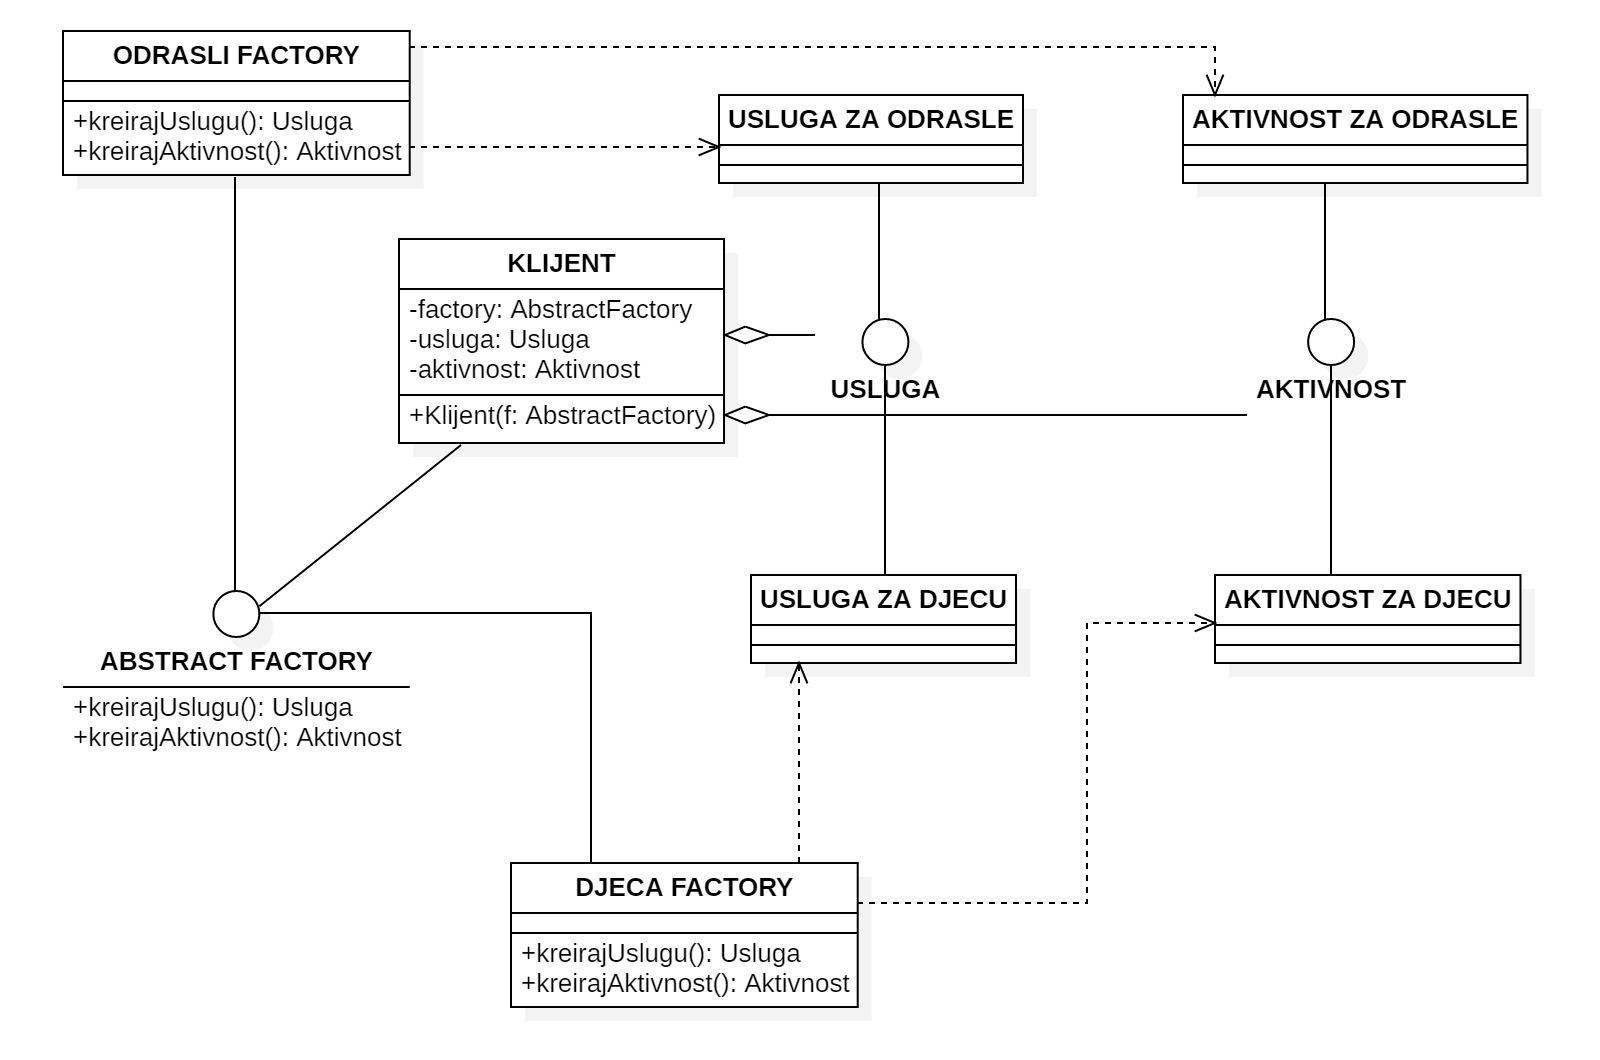 ODRASLI FACTORY
+kreirajUslugu(): Usluga
+kreirajAktivnost(): Aktivnost
USLUGA ZA ODRASLE
AKTIVNOST ZA ODRASLE
KLIJENT
-factory: AbstractFactory
-usluga: Usluga
-aktivnost: Aktivnost
+Klijent(f: AbstractFactory)
USLUGA
AKTIVNOST
ABSTRACT FACTORY
+kreirajUslugu(): Usluga
+kreirajAktivnost(): Aktivnost
USLUGA ZA DJECU
AKTIVNOST ZA DJECU
DJECA FACTORY
+kreirajUslugu(): Usluga
+kreirajAktivnost(): Aktivnost